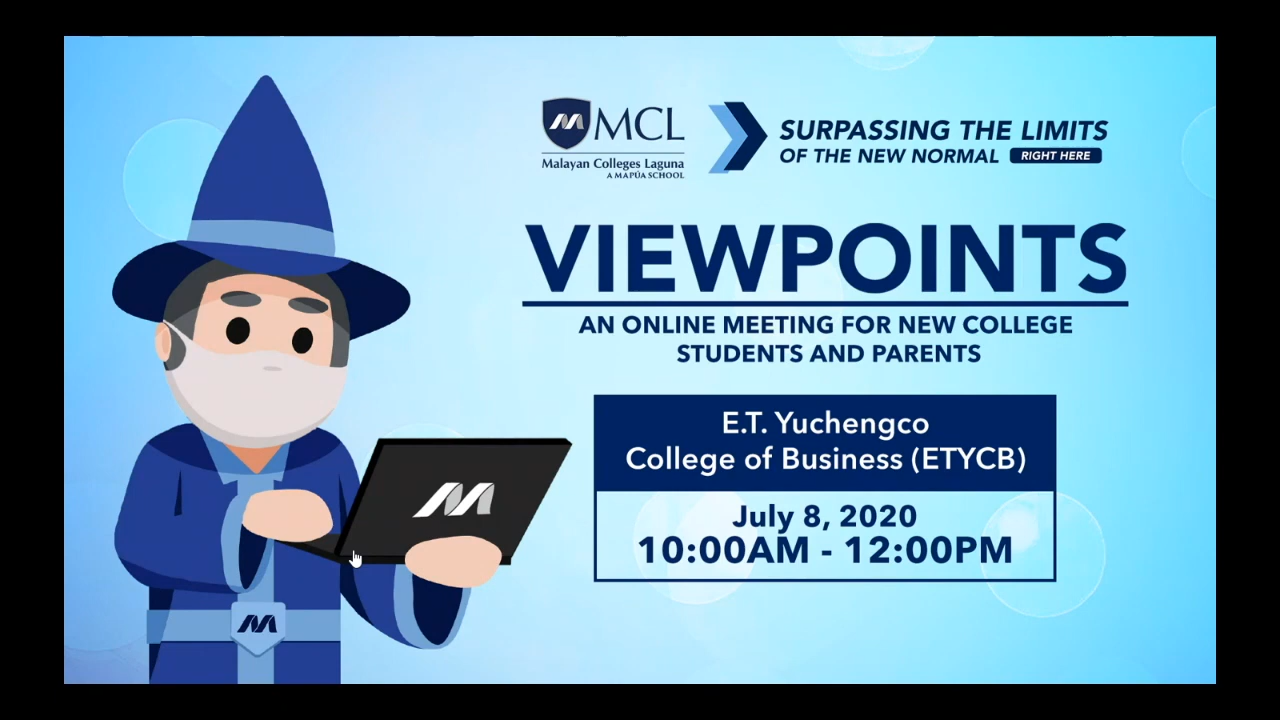 MCL
Malayan Colleges Laguna
A MAPÚA SCHOOL
SURPASSING THE LIMITS
OF THE NEW NORMAL RIGHT HERE
VIEWPOINTS
AN ONLINE MEETING FOR NEW COLLEGE
STUDENTS AND PARENTS
E.T. Yuchengco
College of Business (ETYCB)
July 8, 2020
10:00AM - 12:00PM